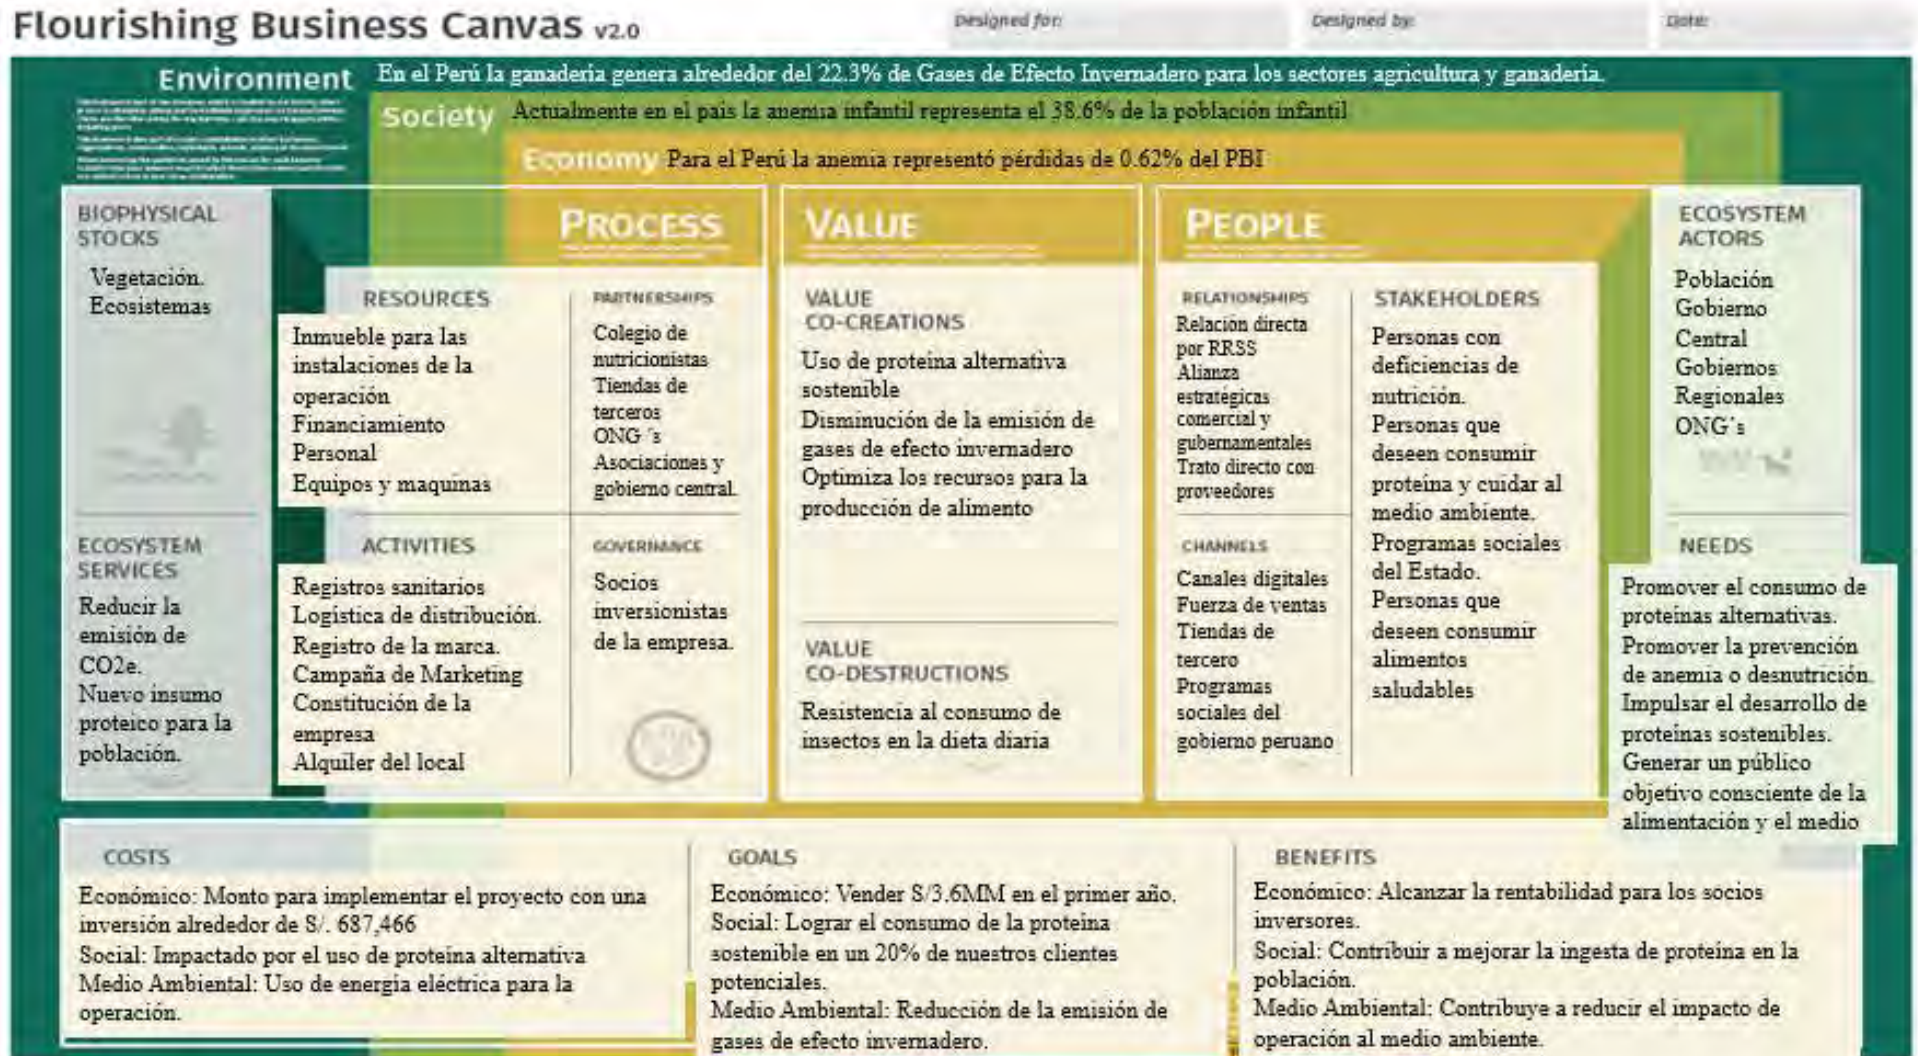 Flourishing Business Canvas v2.0
Designed for:
Designed by:
Date:
Environment
En el Perú la ganadería genera alrededor del 22.3% de Gases de Efecto Invernadero para los sectores agricultura y ganadería.
Society
Actualmente en el país la anemia infantil representa el 38.6% de la población infantil
Economy
Para el Perú la anemia representó pérdidas de 0.62% del PBI
BIOPHYSICAL
STOCKS
Vegetación.
Ecosistemas
ECOSYSTEM
SERVICES
Reducir la
emisión de
CO2e.
Nuevo insumo
proteico para la
población.
PROCESS
RESOURCES
Inmueble para las
instalaciones de la
operación
Financiamiento
Personal
Equipos y maquinas
PARTNERSHIPS
Colegio de
nutricionistas
Tiendas de
terceros
ONG ´s
Asociaciones y
gobierno central.
ACTIVITIES
Registros sanitarios
Logística de distribución.
Registro de la marca.
Campaña de Marketing
Constitución de la
empresa
Alquiler del local
GOVERNANCE
Socios
inversionistas
de la empresa.
VALUE
VALUE
CO-CREATIONS
Uso de proteína alternativa
sostenible
Disminución de la emisión de
gases de efecto invernadero
Optimiza los recursos para la
producción de alimento
VALUE
CO-DESTRUCTIONS
Resistencia al consumo de
insectos en la dieta diaria
PEOPLE
RELATIONSHIPS
Relación directa
por RRSS
Alianza
estratégicas
comercial y
gubernamentales
Trato directo con
proveedores
CHANNELS
Canales digitales
Fuerza de ventas
Tiendas de
tercero
Programas
sociales del
gobierno peruano
STAKEHOLDERS
Personas con
deficiencias de
nutrición.
Personas que
deseen consumir
proteína y cuidar al
medio ambiente.
Programas sociales
del Estado.
Personas que
deseen consumir
alimentos
saludables
ECOSYSTEM
ACTORS
Población
Gobierno
Central
Gobiernos
Regionales
ONG´s
NEEDS
Promover el consumo de
proteínas alternativas.
Promover la prevención
de anemia o desnutrición.
Impulsar el desarrollo de
proteínas sostenibles.
Generar un público
objetivo consciente de la
alimentación y el medio
COSTS
Económico: Monto para implementar el proyecto con una
inversión alrededor de S/. 687,466
Social: Impactado por el uso de proteína alternativa
Medio Ambiental: Uso de energía eléctrica para la
operación.
GOALS
Económico: Vender S/3.6MM en el primer año.
Social: Lograr el consumo de la proteína
sostenible en un 20% de nuestros clientes
potenciales.
Medio Ambiental: Reducción de la emisión de
gases de efecto invernadero.
BENEFITS
Económico: Alcanzar la rentabilidad para los socios
inversores.
Social: Contribuir a mejorar la ingesta de proteína en la
población.
Medio Ambiental: Contribuye a reducir el impacto de
operación al medio ambiente.